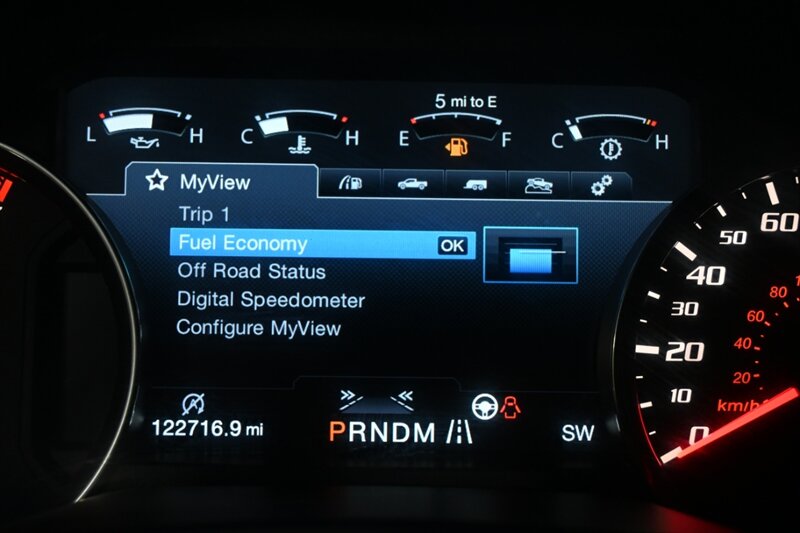 5 mi to E
L H C H E F C H
MyView
Trip 1
Fuel Economy OK
Off Road Status
Digital Speedometer
Configure MyView
122716.9 mi
PRNDM
SW
60
50
40
30
20
10
0
80
60
40
20
km/h